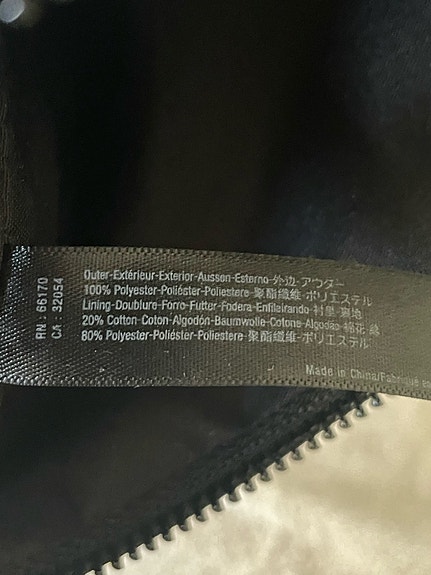 RN 66170
CA 32054
Outer-Extérieur-Exterior-Aussen-Esterno-外边-アウター
100% Polyester-Poliéster-Poliestere-聚酯纖維-ポリエステル
Lining-Doublure-Forro-Futter-Fodera-Enfileirando-衬里-裏地
20% Cotton-Coton-Algodón-Baumwolle-Cotone-Algodao-棉花
80% Polyester-Poliéster-Poliestere-聚酯纖維-ポリエステル
Made in China/Fabriqué